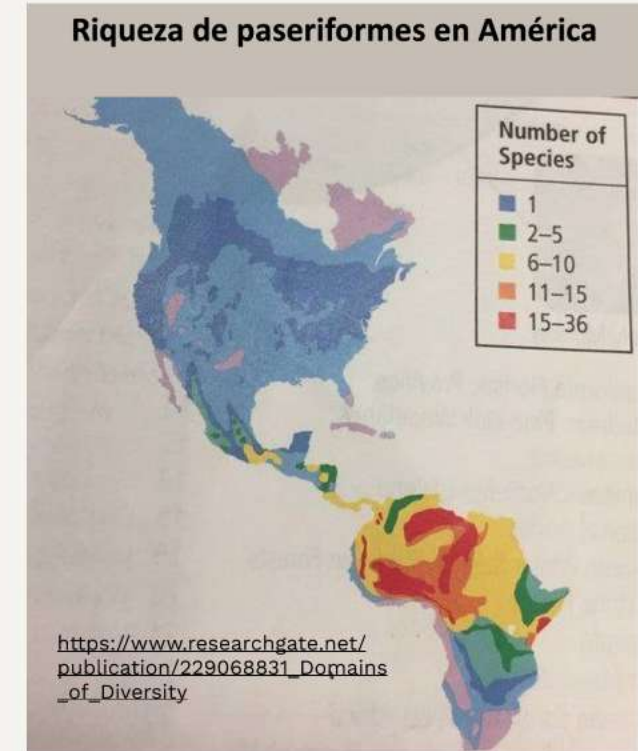 Riqueza de paseriformes en América
Number of
Species
1
2–5
6–10
11–15
15–36
https://www.researchgate.net/
publication/229068831_Domains
_of_Diversity